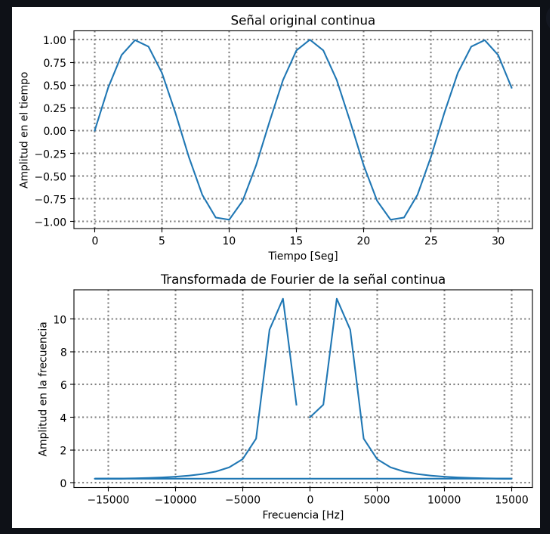 Señal original continua
1.00
0.75
0.50
0.25
0.00
−0.25
−0.50
−0.75
−1.00
Amplitud en el tiempo
0 5 10 15 20 25 30
Tiempo [Seg]
Transformada de Fourier de la señal continua
10
8
6
4
2
0
Amplitud en la frecuencia
−15000 −10000 −5000 0 5000 10000 15000
Frecuencia [Hz]